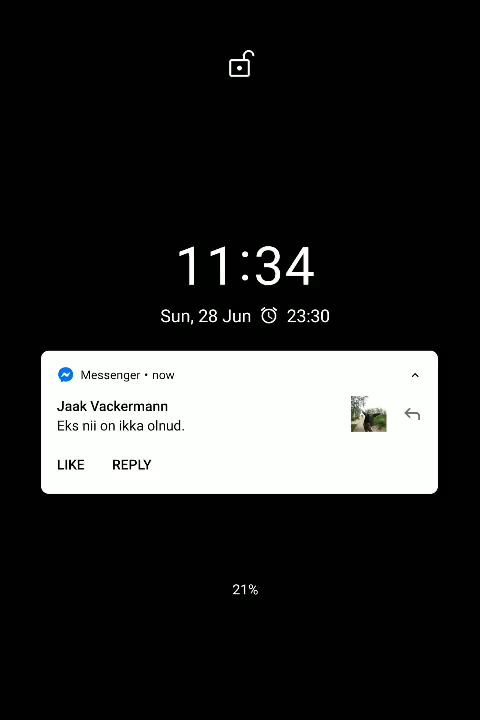 11:34
Sun, 28 Jun 23:30
Messenger • now
Jaak Vackermann
Eks nii on ikka olnud.
LIKE REPLY
21%